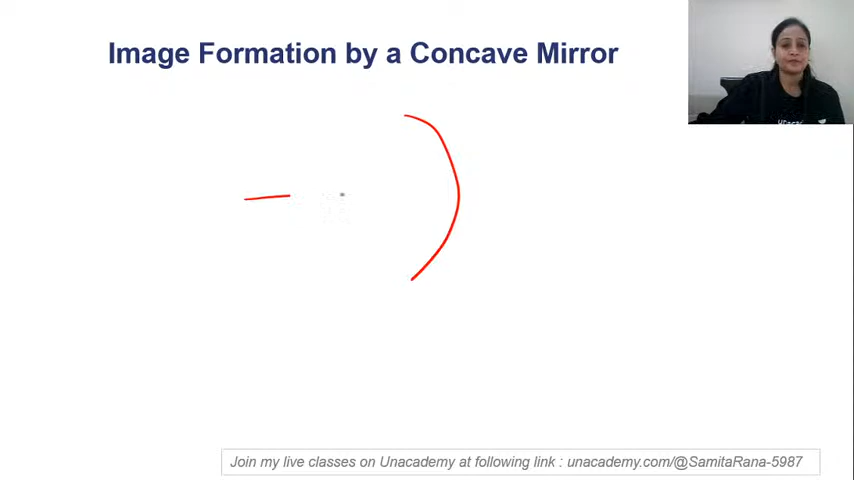 Image Formation by a Concave Mirror
Join my live classes on Unacademy at following link : unacademy.com/@SamitaRana-5987